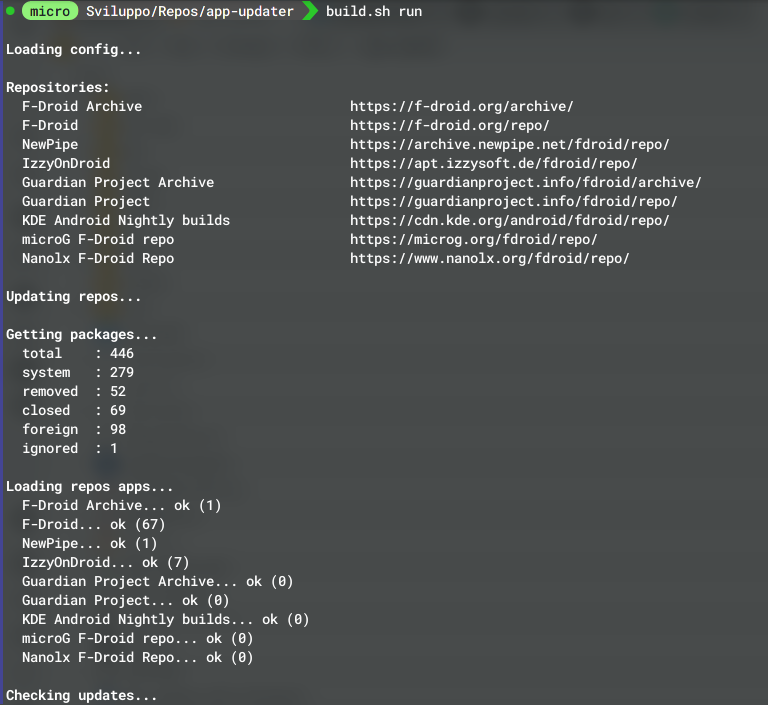 micro Sviluppo/Repos/app-updater build.sh run
Loading config...
Repositories:
F-Droid Archive https://f-droid.org/archive/
F-Droid https://f-droid.org/repo/
NewPipe https://archive.newpipe.net/fdroid/repo/
IzzyOnDroid https://apt.izzysoft.de/fdroid/repo/
Guardian Project Archive https://guardianproject.info/fdroid/archive/
Guardian Project https://guardianproject.info/fdroid/repo/
KDE Android Nightly builds https://cdn.kde.org/android/fdroid/repo/
microG F-Droid repo https://microg.org/fdroid/repo/
Nanolx F-Droid Repo https://www.nanolx.org/fdroid/repo/
Updating repos...
Getting packages...
total : 446
system : 279
removed : 52
closed : 69
foreign : 98
ignored : 1
Loading repos apps...
F-Droid Archive... ok (1)
F-Droid... ok (67)
NewPipe... ok (1)
IzzyOnDroid... ok (7)
Guardian Project Archive... ok (0)
Guardian Project... ok (0)
KDE Android Nightly builds... ok (0)
microG F-Droid repo... ok (0)
Nanolx F-Droid Repo... ok (0)
Checking updates...